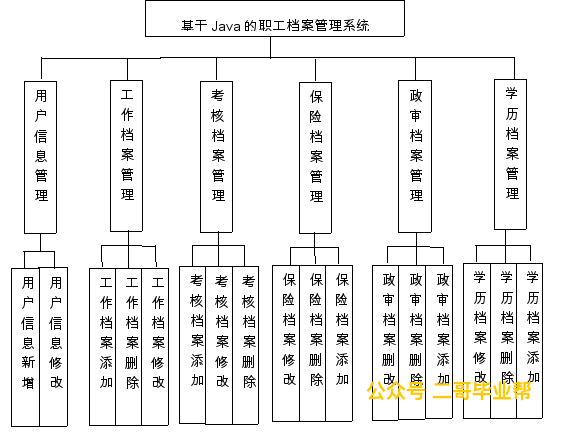 基于 Java 的职工档案管理系统
用户信息管理
工作档案管理
考核档案管理
保险档案管理
政审档案管理
学历档案管理
用户信息新增
用户信息修改
工作档案添加
工作档案删除
工作档案修改
考核档案添加
考核档案修改
考核档案删除
保险档案修改
保险档案删除
保险档案添加
政审档案删改
政审档案删除
政审档案添加
学历档案修改
学历档案删除
学历档案添加
公众号 二哥毕业帮